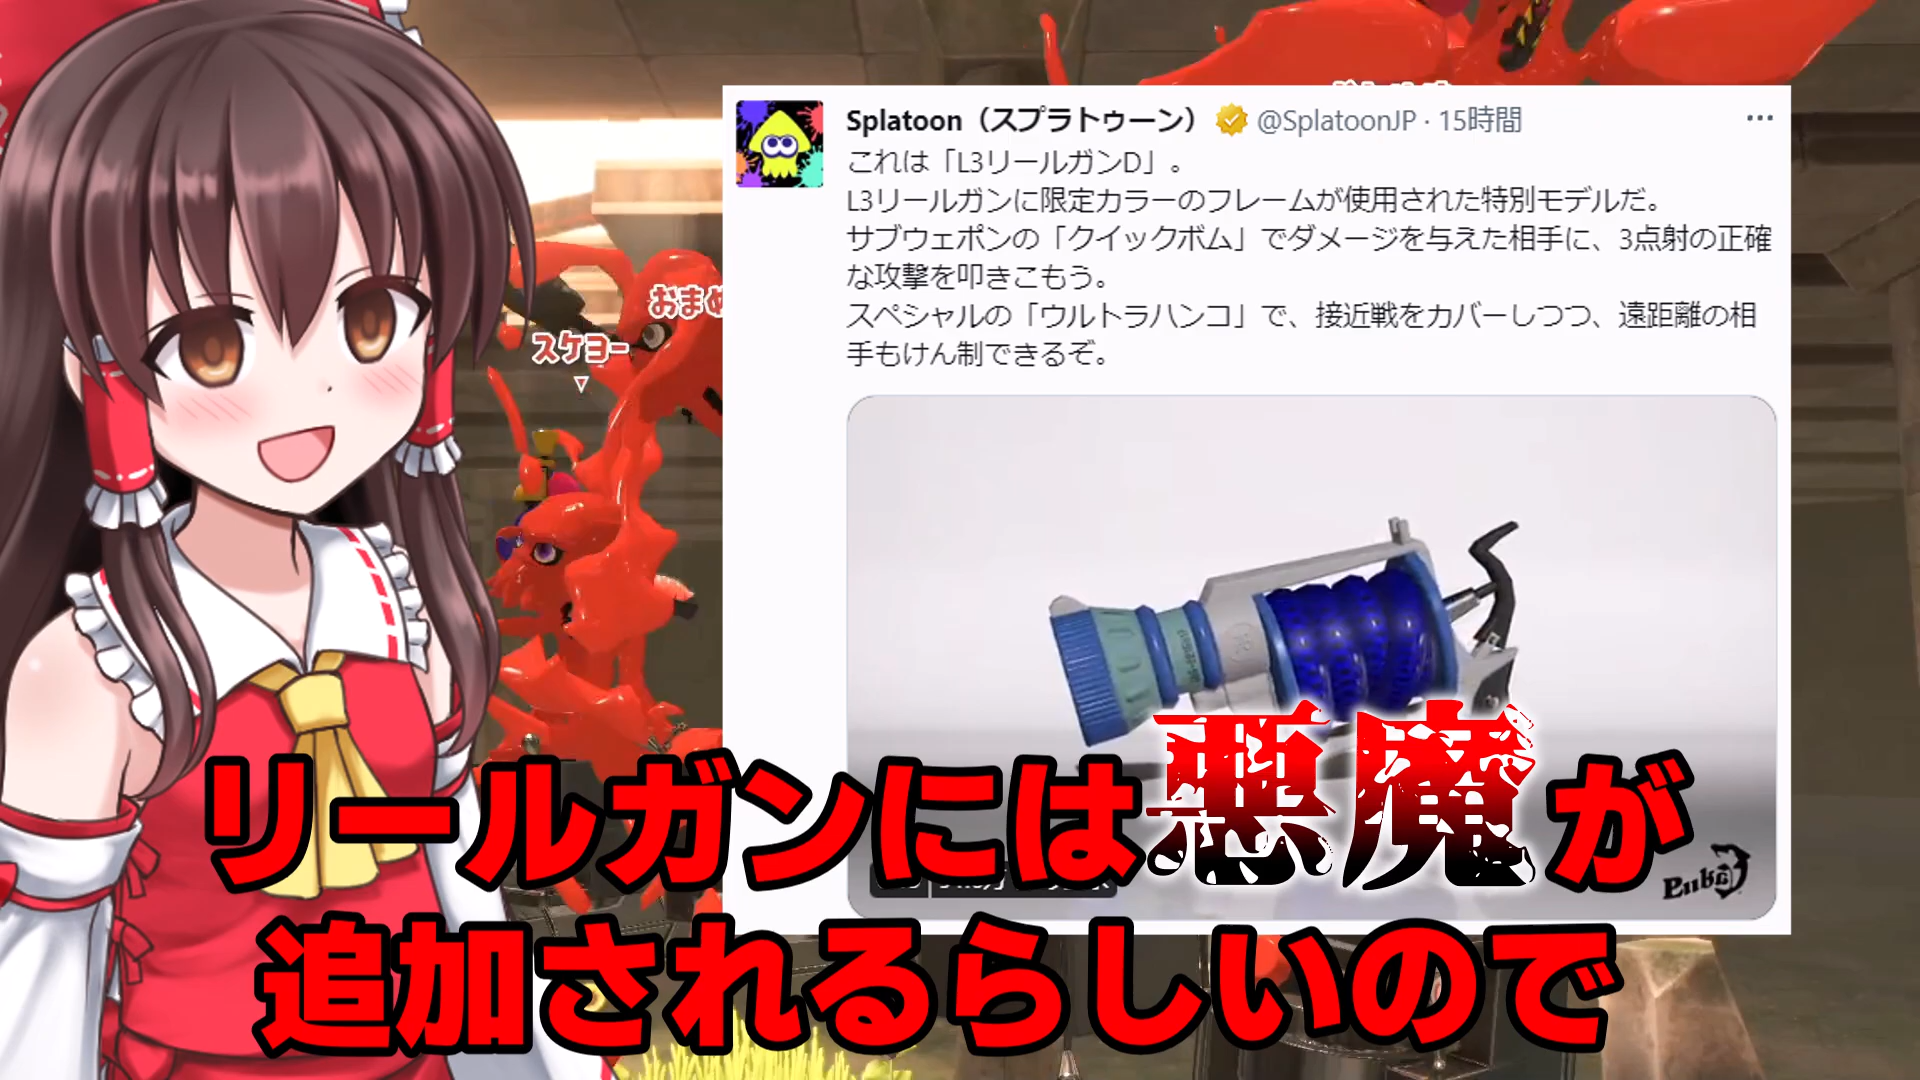 Splatoon（スプラトゥーン） @SplatoonJP · 15時間
これは「L3リールガンD」。
L3リールガンに限定カラーのフレームが使用された特別モデルだ。
サブウェポンの「クイックボム」でダメージを与えた相手に、3点射の正確
な攻撃を叩きこもう。
スペシャルの「ウルトラハンコ」で、接近戦をカバーしつつ、遠距離の相
手もけん制できるぞ。
おまめ
スケヨー
リールガンには悪魔が
追加されるらしいので